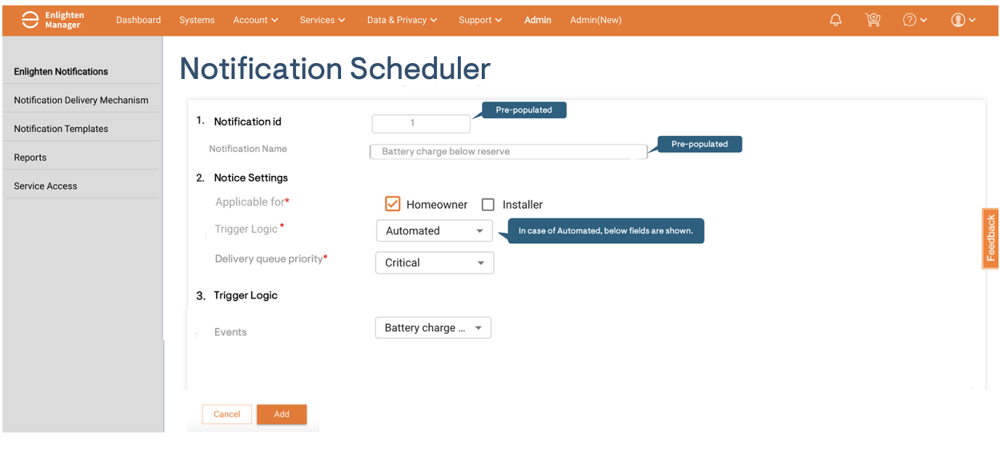 Enlighten
Manager
Dashboard Systems Account Services Data & Privacy Support Admin Admin(New)
Enlighten Notifications
Notification Delivery Mechanism
Notification Templates
Reports
Service Access
Notification Scheduler
1. Notification id 1 Pre-populated
Notification Name Battery charge below reserve Pre-populated
2. Notice Settings
Applicable for* Homeowner Installer
Trigger Logic * Automated In case of Automated, below fields are shown.
Delivery queue priority* Critical
3. Trigger Logic
Events Battery charge ...
Cancel Add
Feedback